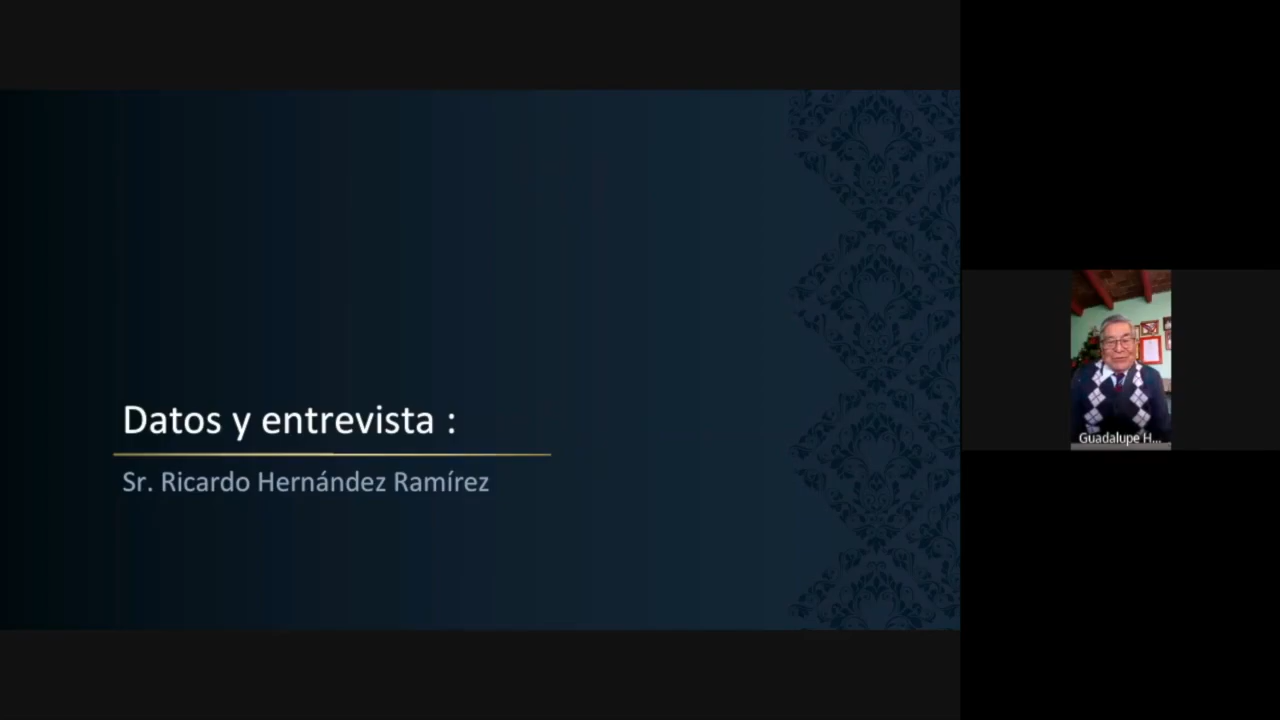 Datos y entrevista :
Sr. Ricardo Hernández Ramírez
Guadalupe H...